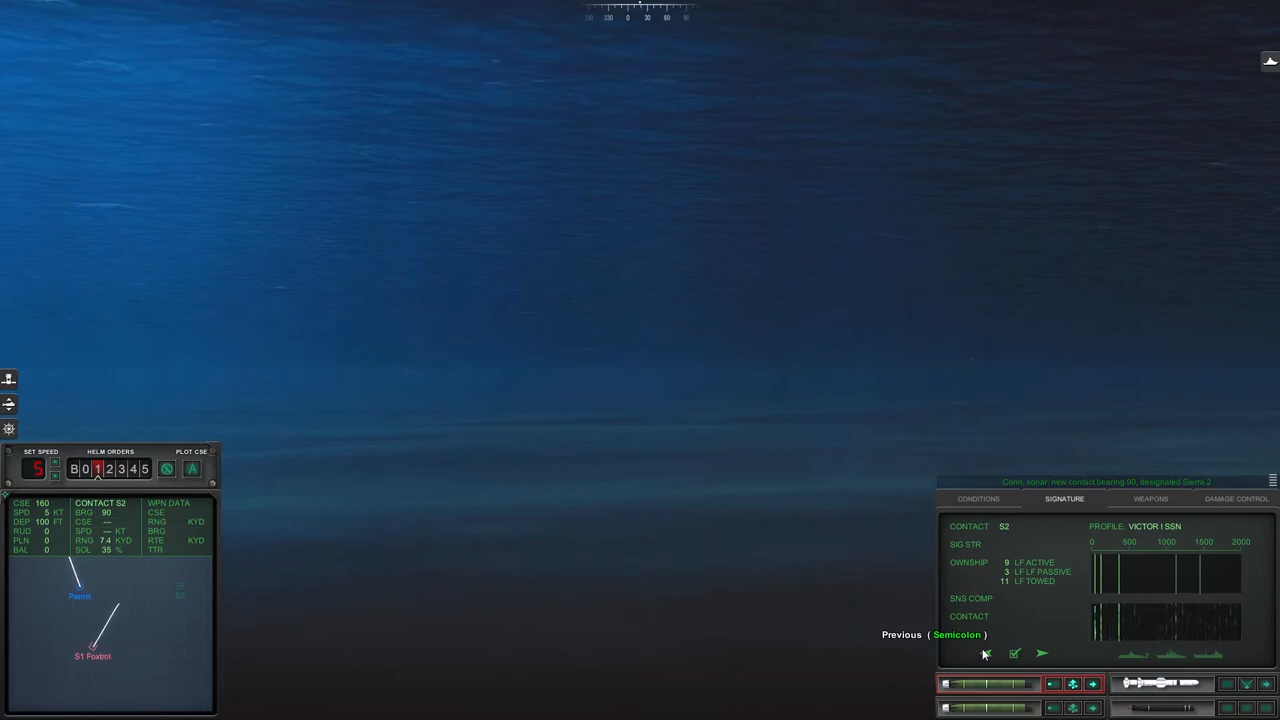 300 330 0 30 60 90
SET SPEED HELM ORDERS PLOT CSE
5 B 0 1 2 3 4 5 A
CSE 160 CONTACT S2 WPN DATA
SPD 5 KT BRG 90 CSE
DEP 100 FT CSE --- RNG KYD
RUD 0 SPD --- KT BRG
PLN 0 RNG 7.4 KYD RTE KYD
BAL 0 SOL 35 % TTR
Permit
S2
S1 Foxtrot
Conn, sonar: new contact bearing 90, designated Sierra 2
CONDITIONS SIGNATURE WEAPONS DAMAGE CONTROL
CONTACT S2 PROFILE: VICTOR I SSN
SIG STR 0 500 1000 1500 2000
OWNSHIP 9 LF ACTIVE
3 LF LF PASSIVE
11 LF TOWED
SNS COMP
CONTACT
Previous ( Semicolon )